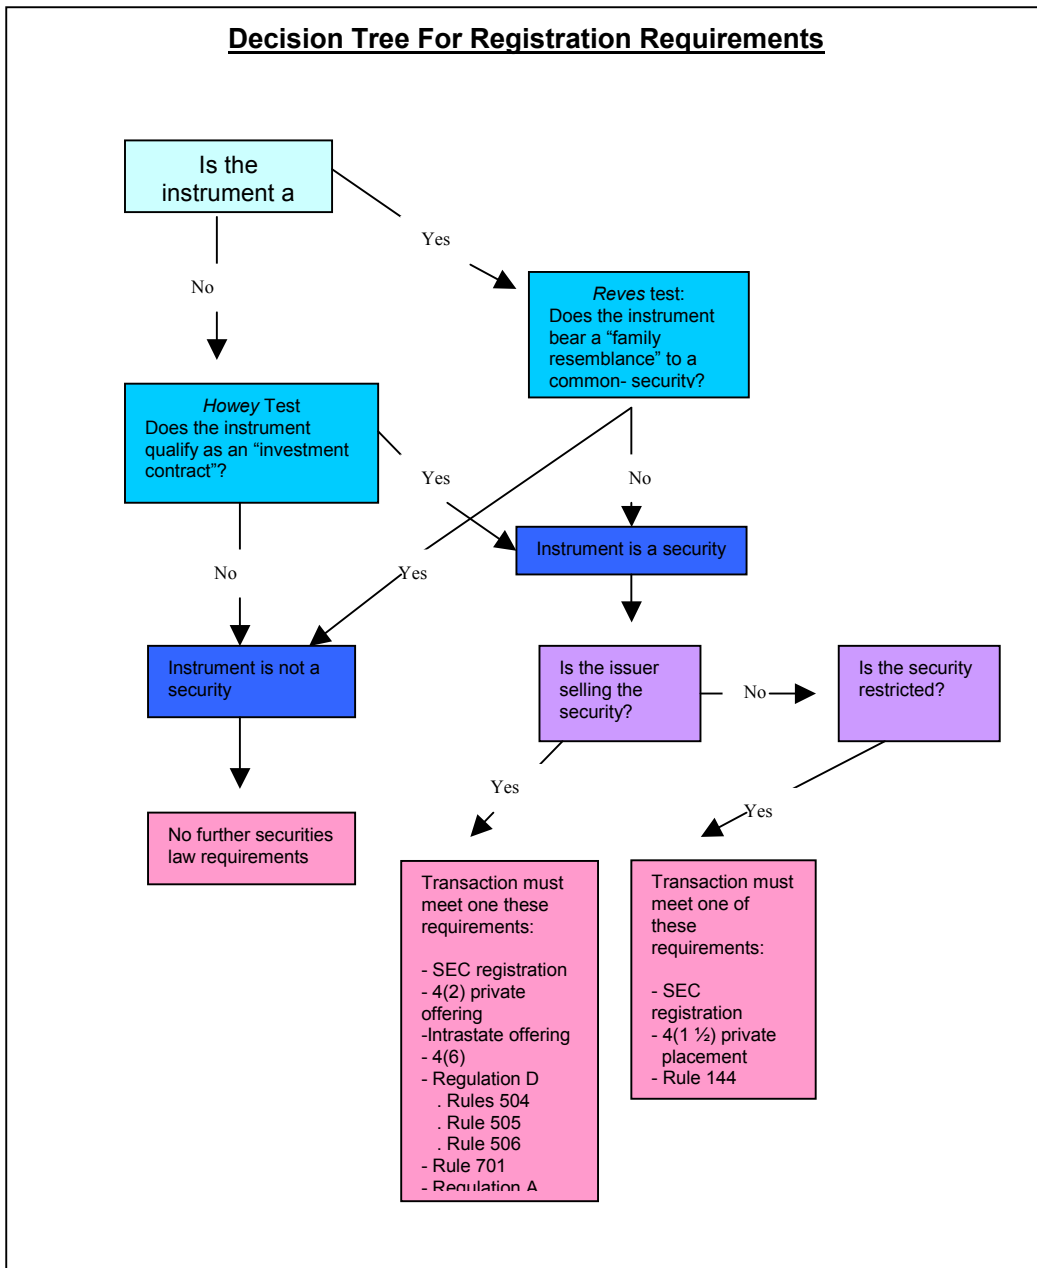 Decision Tree For Registration Requirements
Is the
instrument a
Yes
No
Reves test:
Does the instrument
bear a “family
resemblance” to a
common- security?
Howey Test
Does the instrument
qualify as an “investment
contract”?
Yes
No
No
Yes
Instrument is a security
Instrument is not a
security
Is the issuer
selling the
security?
No
Is the security
restricted?
Yes
Yes
No further securities
law requirements
Transaction must
meet one these
requirements:
- SEC registration
- 4(2) private
offering
-Intrastate offering
- 4(6)
- Regulation D
. Rules 504
. Rule 505
. Rule 506
- Rule 701
- Regulation A
Transaction must
meet one of
these
requirements:
- SEC
registration
- 4(1 ½) private
placement
- Rule 144